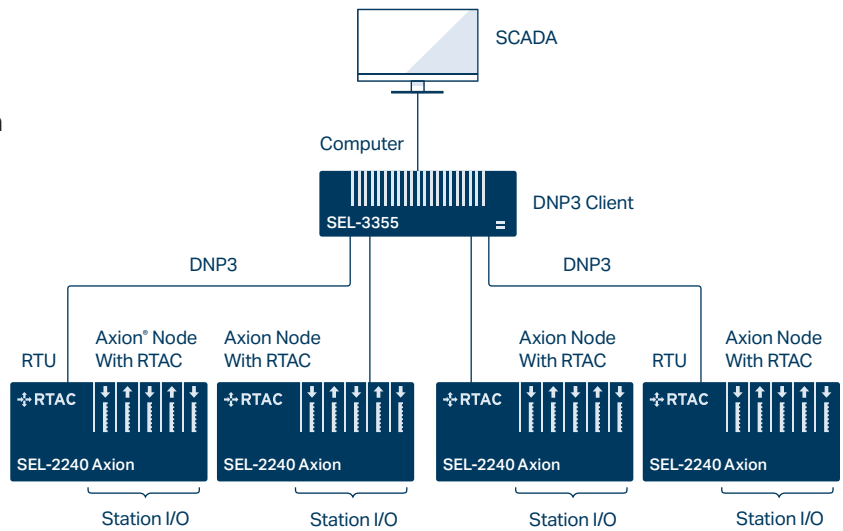 SCADA
Computer
SEL-3355
DNP3 Client
DNP3
DNP3
RTU
Axion® Node
With RTAC
Axion Node
With RTAC
Axion Node
With RTAC
RTU
Axion Node
With RTAC
RTAC
RTAC
RTAC
RTAC
SEL-2240 Axion
SEL-2240 Axion
SEL-2240 Axion
SEL-2240 Axion
Station I/O
Station I/O
Station I/O
Station I/O